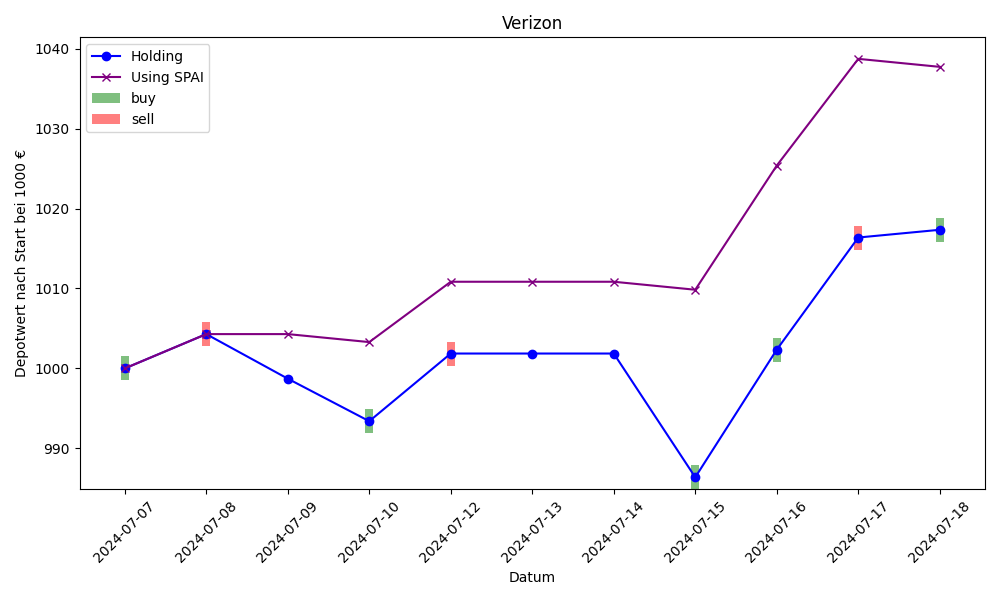 Verizon
Holding
Using SPAI
buy
sell
Depotwert nach Start bei 1000 €
1040
1030
1020
1010
1000
990
2024-07-07
2024-07-08
2024-07-09
2024-07-10
2024-07-12
2024-07-13
2024-07-14
2024-07-15
2024-07-16
2024-07-17
2024-07-18
Datum